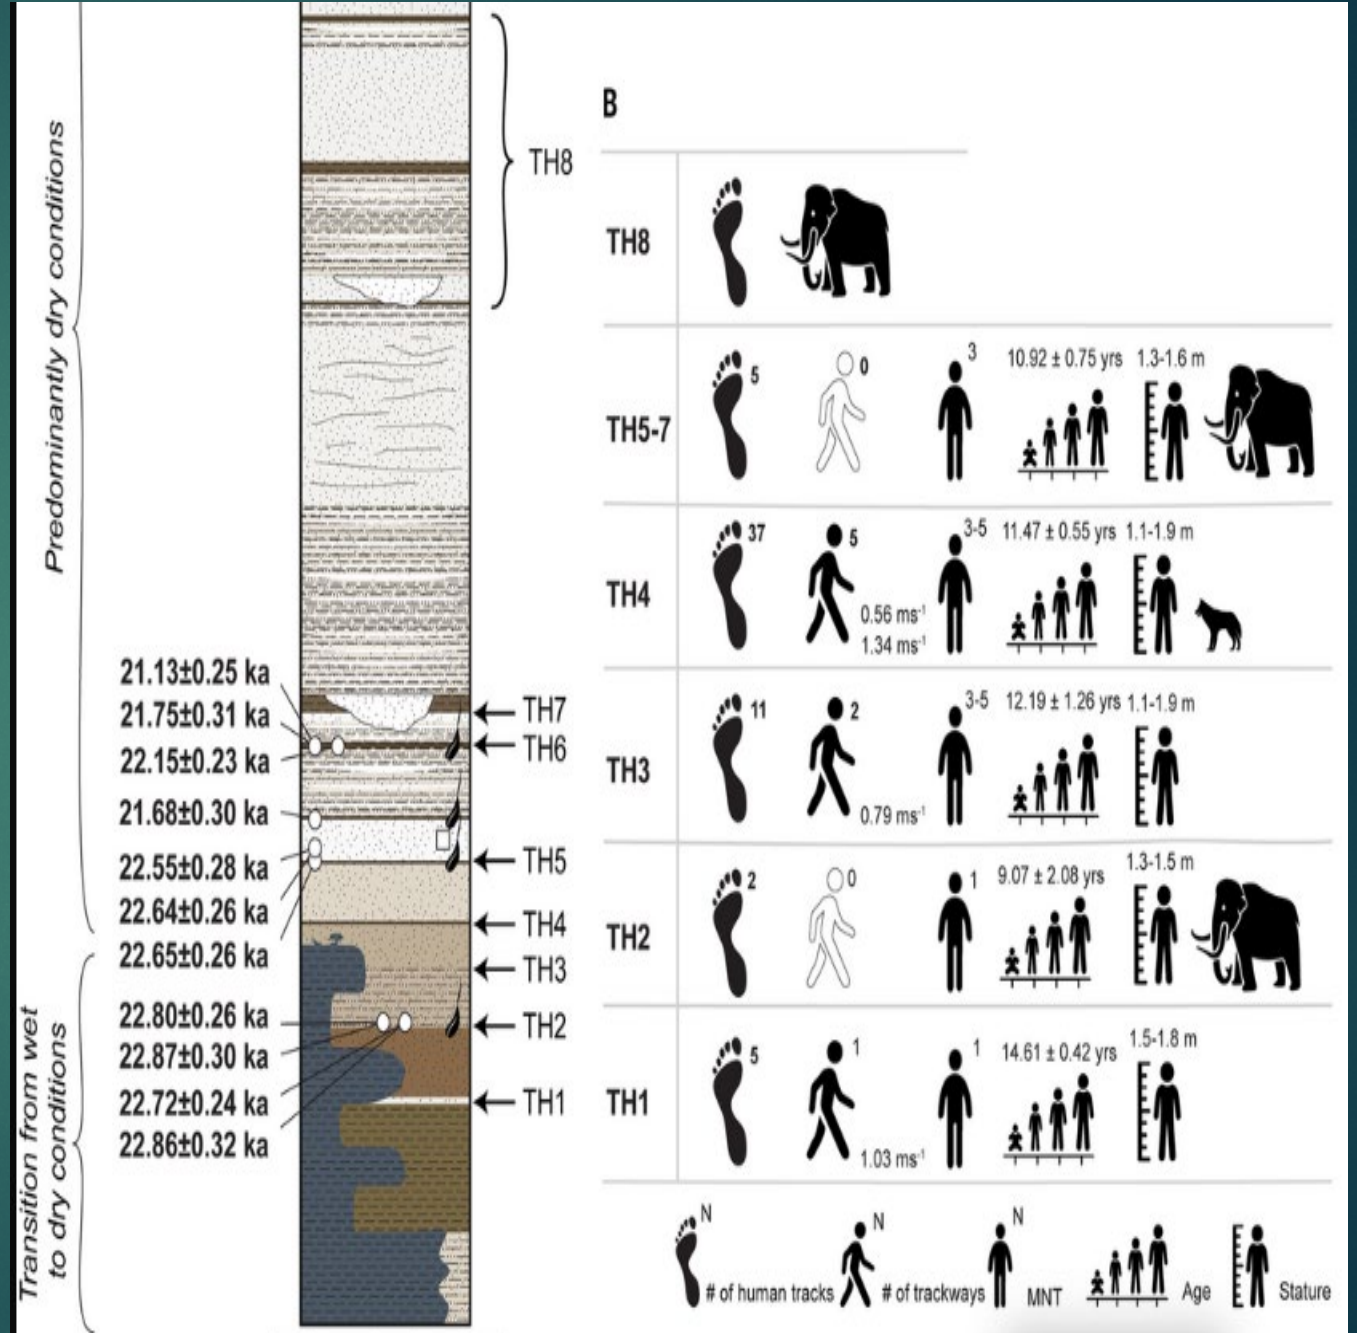 Predominantly dry conditions
Transition from wet
to dry conditions
21.13±0.25 ka
21.75±0.31 ka
22.15±0.23 ka
21.68±0.30 ka
22.55±0.28 ka
22.64±0.26 ka
22.65±0.26 ka
22.80±0.26 ka
22.87±0.30 ka
22.72±0.24 ka
22.86±0.32 ka
TH8
TH7
TH6
TH5
TH4
TH3
TH2
TH1
B
TH8
TH5-7
5
0
3
10.92 ± 0.75 yrs
1.3-1.6 m
TH4
37
5
0.56 ms⁻¹
1.34 ms⁻¹
3-5
11.47 ± 0.55 yrs
1.1-1.9 m
TH3
11
2
0.79 ms⁻¹
3-5
12.19 ± 1.26 yrs
1.1-1.9 m
TH2
2
0
1
9.07 ± 2.08 yrs
1.3-1.5 m
TH1
5
1
1.03 ms⁻¹
1
14.61 ± 0.42 yrs
1.5-1.8 m
N
# of human tracks
N
# of trackways
N
MNT
Age
Stature